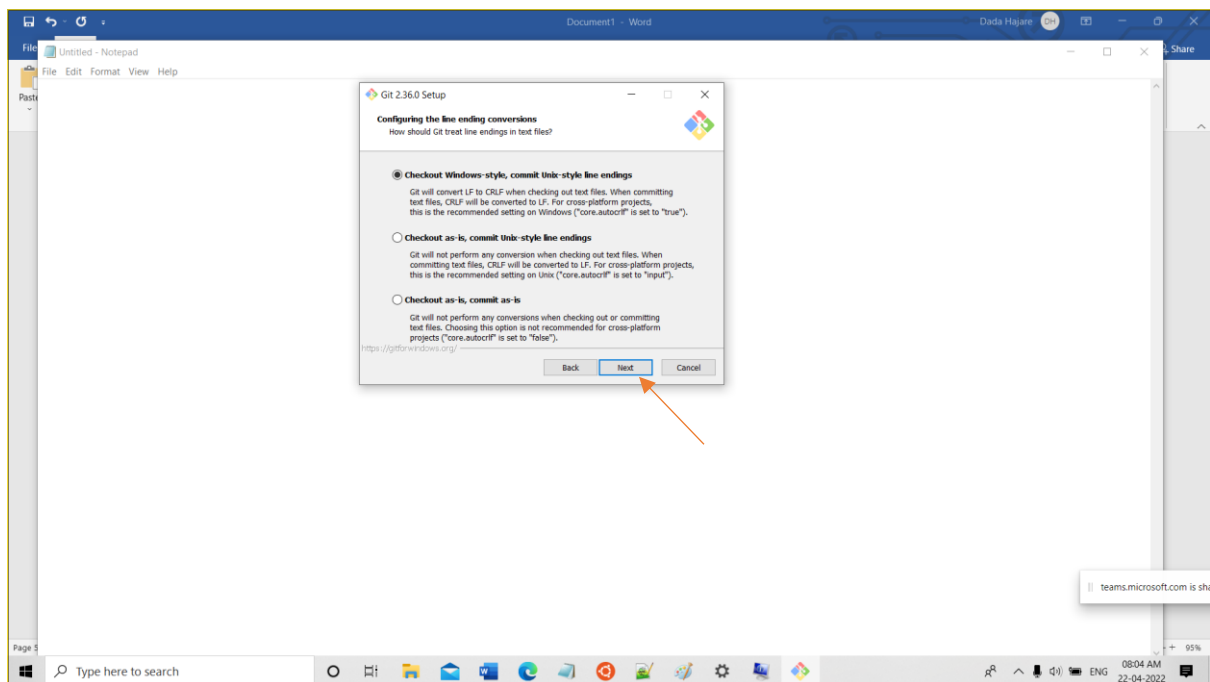 Document1 - Word
Dada Hajare
DH
File
Share
Untitled - Notepad
File Edit Format View Help
Paste
Git 2.36.0 Setup
Configuring the line ending conversions
How should Git treat line endings in text files?
Checkout Windows-style, commit Unix-style line endings
Git will convert LF to CRLF when checking out text files. When committing
text files, CRLF will be converted to LF. For cross-platform projects,
this is the recommended setting on Windows ("core.autocrlf" is set to "true").
Checkout as-is, commit Unix-style line endings
Git will not perform any conversion when checking out text files. When
committing text files, CRLF will be converted to LF. For cross-platform projects,
this is the recommended setting on Unix ("core.autocrlf" is set to "input").
Checkout as-is, commit as-is
Git will not perform any conversions when checking out or committing
text files. Choosing this option is not recommended for cross-platform
projects ("core.autocrlf" is set to "false").
https://gitforwindows.org/
Back Next Cancel
teams.microsoft.com is sha
Page 5
95%
Type here to search
ENG
08:04 AM
22-04-2022